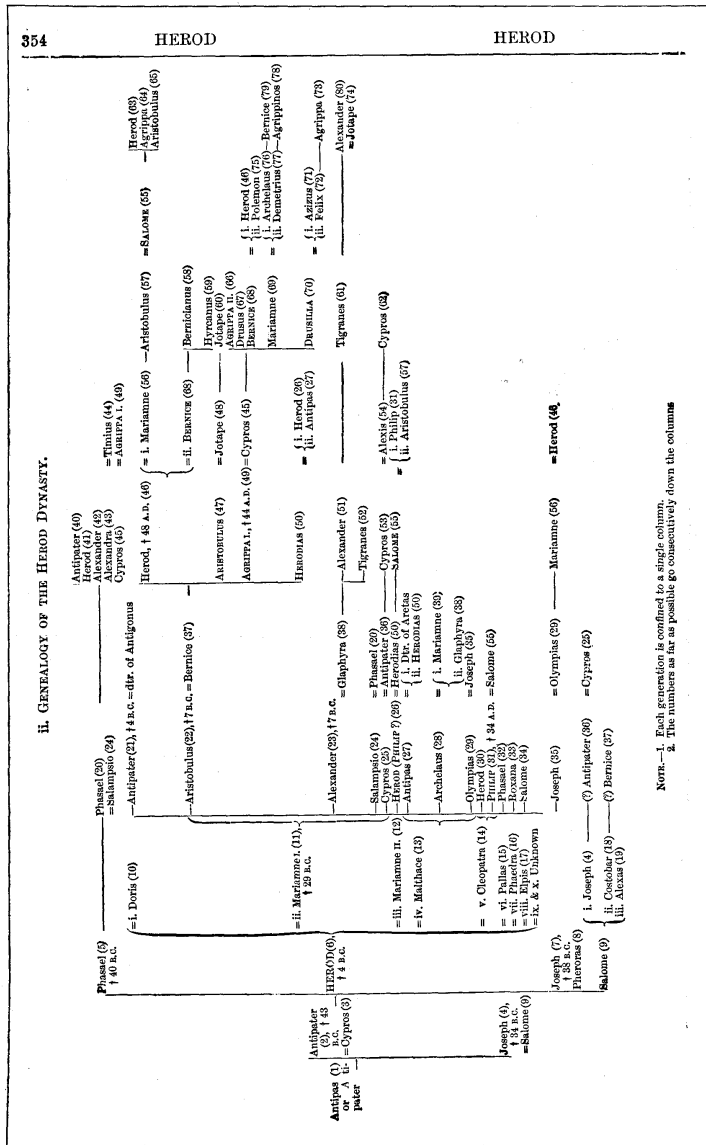 354 HEROD HEROD
ii. GENEALOGY OF THE HEROD DYNASTY.
Antipas (1)
or A ti-
pater
Antipater
(2), † 43
B.C.
=Cypros (3)
Joseph (4),
† 34 B.C.
=Salome (9)
Phasael (5)
† 40 B.C.
HEROD(6),
† 4 B.C.
Joseph (7),
† 38 B.C.
Pheroras (8)
Salome (9)
=i. Doris (10)
=ii. Mariamne I. (11),
† 29 B.C.
=iii. Mariamne II. (12)
=iv. Malthace (13)
= v. Cleopatra (14)
= vi. Pallas (15)
= vii. Phaedra (16)
=viii. Elpis (17)
=ix. & x. Unknown
i. Joseph (4)
ii. Costobar (18)
iii. Alexas (19)
Phasael (20)
=Salampsio (24)
Antipater(21), † 4 B.C.=dtr. of Antigonus
Aristobulus(22),†7 B.C.=Bernice (37)
Alexander(23),†7 B.C.
=Glaphyra (38)
Salampsio (24)
=Phasael (20)
Cypros (25)
=Antipater (36)
HEROD (PHILIP ?) (26)
=Herodias (50)
Antipas (27)
= i. Dtr. of Aretas
ii. HERODIAS (50)
Archelaus (28)
= i. Mariamne (39)
ii. Glaphyra (38)
Olympias (29)
=Joseph (35)
Herod (30)
PHILIP (31), † 34 A.D.
=Salome (55)
Phasael (32)
Roxana (33)
Salome (34)
Joseph (35)
=Olympias (29)
(?) Antipater (36)
=Cypros (25)
(?) Bernice (37)
Antipater (40)
Herod (41)
Alexander (42)
Alexandra (43)
=Timius (44)
Cypros (45)
=AGRIPPA I. (49)
Herod, † 48 A.D. (46)
= i. Mariamne (56)
=ii. BERNICE (68)
ARISTOBULUS (47)
=Jotape (48)
AGRIPPA I., † 44 A.D. (49)=Cypros (45)
HERODIAS (50)
= i. Herod (26)
ii. Antipas (27)
Alexander (51)
Tigranes (52)
Cypros (53)
=Alexis (54)
SALOME (55)
= i. Philip (31)
ii. Aristobulus (57)
Mariamne (56)
=Herod (46)
Aristobulus (57)
=SALOME (55)
Bernicianus (58)
Hyrcanus (59)
Jotape (60)
AGRIPPA II. (66)
Drusus (67)
BERNICE (68)
= i. Herod (46)
ii. Polemon (75)
Mariamne (69)
= i. Archelaus (76)—Bernice (79)
ii. Demetrius(77)—Agrippinos (78)
DRUSILLA (70)
= i. Azizus (71)
ii. Felix (72)
Agrippa (73)
Tigranes (61)
Alexander (80)
=Jotape (74)
Cypros (62)
Herod (63)
Agrippa (64)
Aristobulus (65)
NOTE.—1. Each generation is confined to a single column.
2. The numbers as far as possible go consecutively down the columns